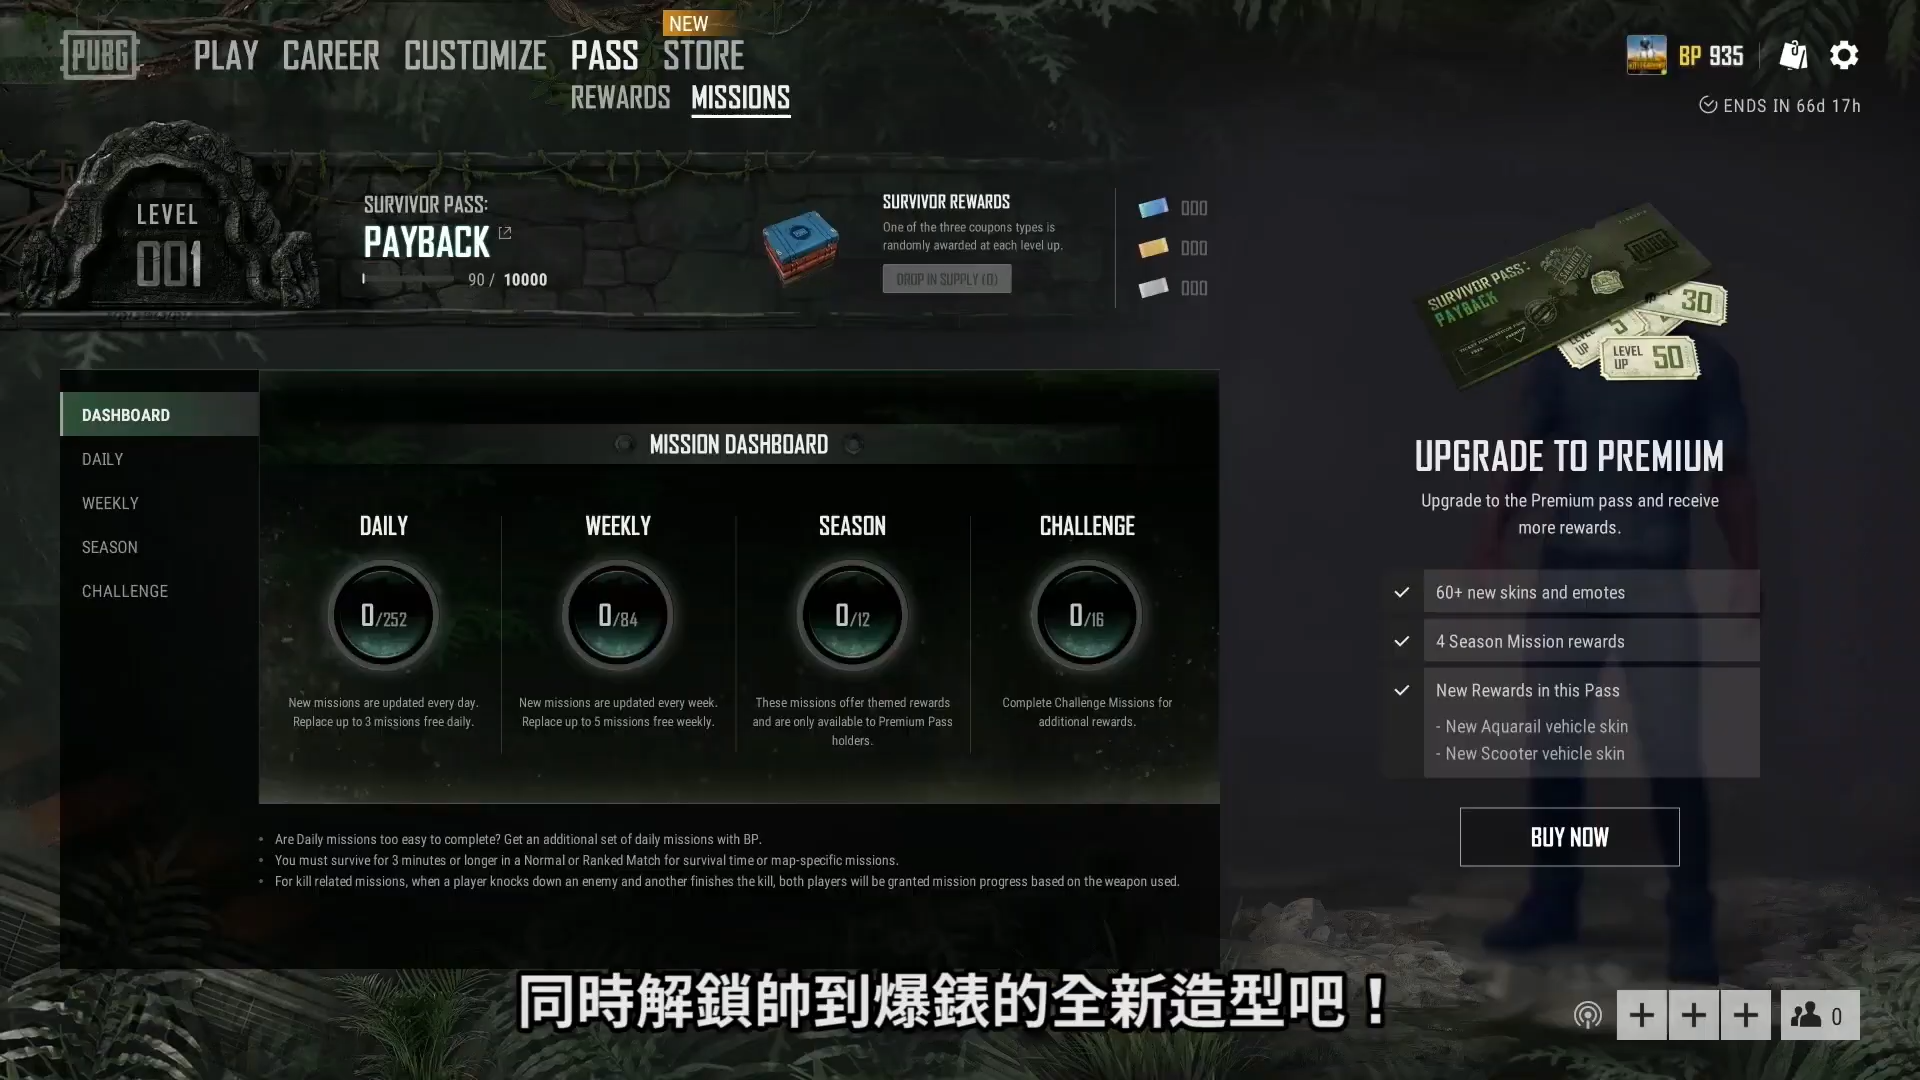 NEW
PUBG
PLAY CAREER CUSTOMIZE PASS STORE
BP 935
REWARDS MISSIONS
ENDS IN 66d 17h
LEVEL
001
SURVIVOR PASS:
PAYBACK
90 / 10000
SURVIVOR REWARDS
One of the three coupons types is
randomly awarded at each level up.
DROP IN SUPPLY (0)
000
000
000
SURVIVOR PASS:
PAYBACK
PUBG
30
5
LEVEL
UP
LEVEL
UP
50
DASHBOARD
DAILY
WEEKLY
SEASON
CHALLENGE
MISSION DASHBOARD
DAILY
0/252
New missions are updated every day.
Replace up to 3 missions free daily.
WEEKLY
0/84
New missions are updated every week.
Replace up to 5 missions free weekly.
SEASON
0/12
These missions offer themed rewards
and are only available to Premium Pass
holders.
CHALLENGE
0/16
Complete Challenge Missions for
additional rewards.
• Are Daily missions too easy to complete? Get an additional set of daily missions with BP.
• You must survive for 3 minutes or longer in a Normal or Ranked Match for survival time or map-specific missions.
• For kill related missions, when a player knocks down an enemy and another finishes the kill, both players will be granted mission progress based on the weapon used.
UPGRADE TO PREMIUM
Upgrade to the Premium pass and receive
more rewards.
60+ new skins and emotes
4 Season Mission rewards
New Rewards in this Pass
- New Aquarail vehicle skin
- New Scooter vehicle skin
BUY NOW
同時解鎖帥到爆錶的全新造型吧！
0